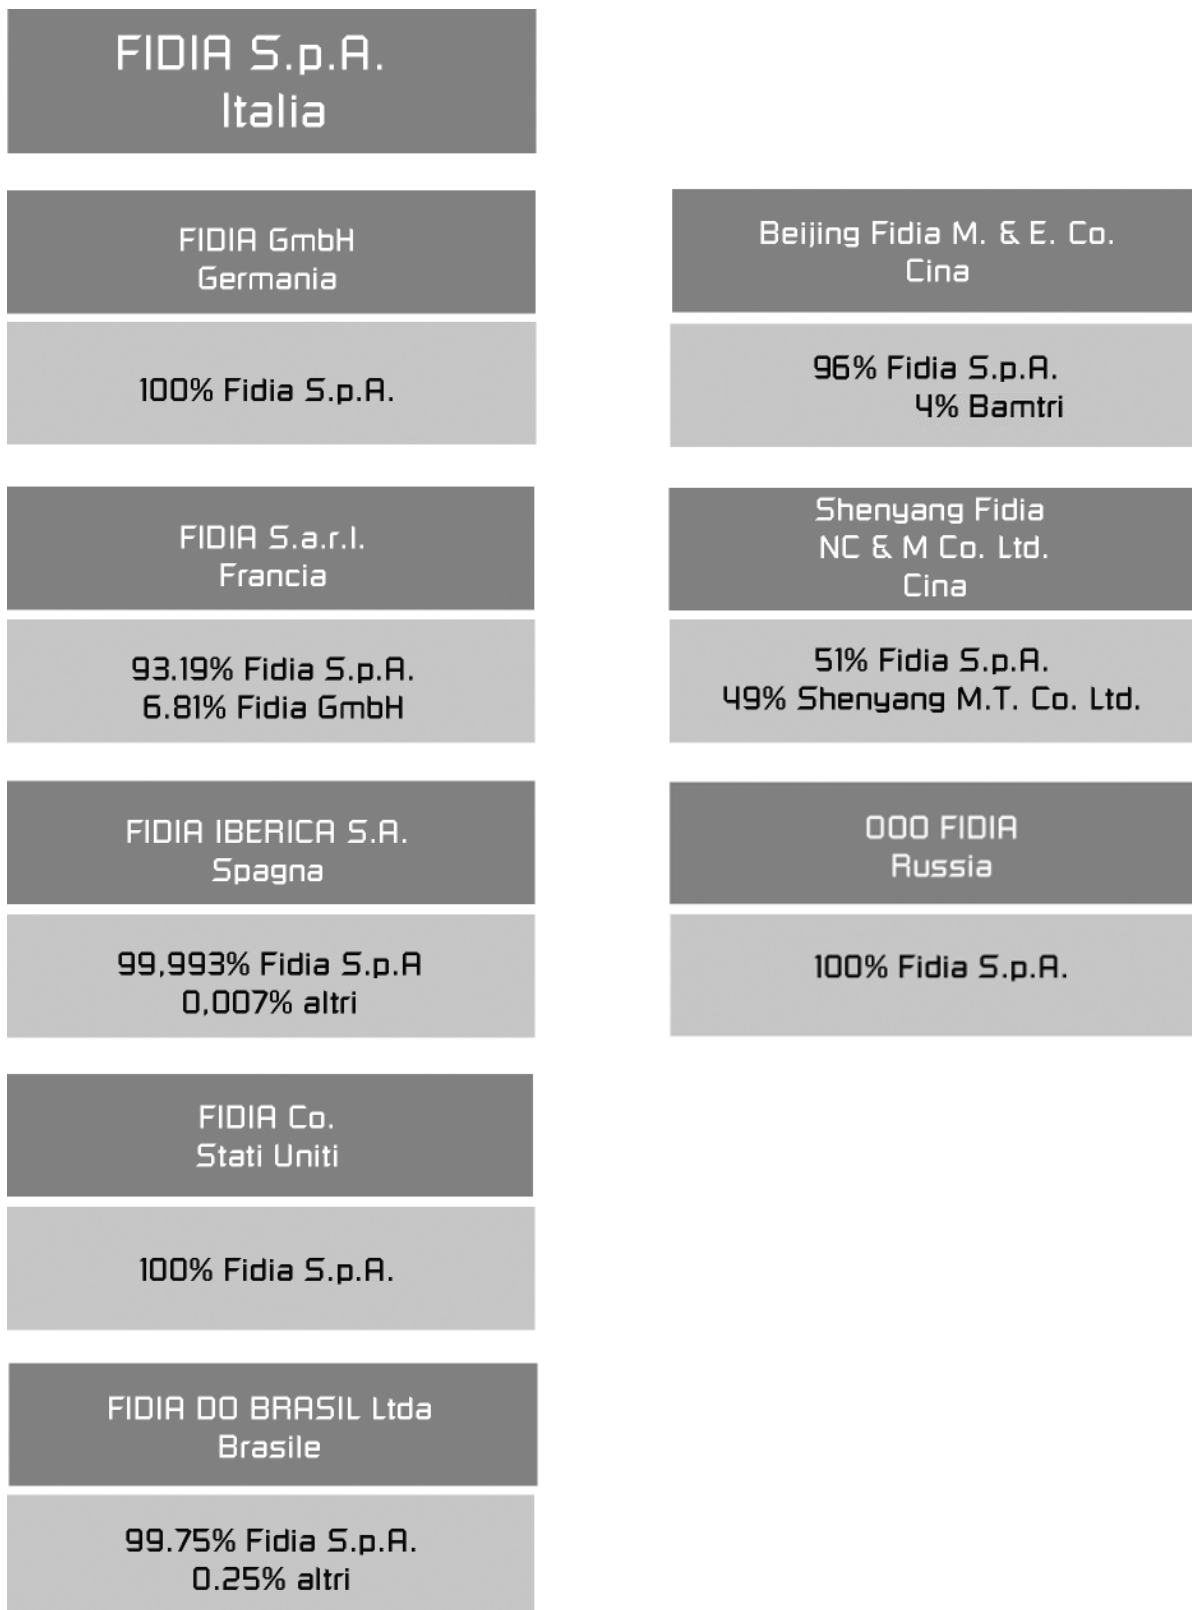 FIDIA S.p.A.
Italia
FIDIA GmbH
Germania
100% Fidia S.p.A.
FIDIA S.a.r.l.
Francia
93.19% Fidia S.p.A.
6.81% Fidia GmbH
FIDIA IBERICA S.A.
Spagna
99,993% Fidia S.p.A
0,007% altri
FIDIA Co.
Stati Uniti
100% Fidia S.p.A.
FIDIA DO BRASIL Ltda
Brasile
99.75% Fidia S.p.A.
0.25% altri
Beijing Fidia M. & E. Co.
Cina
96% Fidia S.p.A.
4% Bamtri
Shenyang Fidia
NC & M Co. Ltd.
Cina
51% Fidia S.p.A.
49% Shenyang M.T. Co. Ltd.
OOO FIDIA
Russia
100% Fidia S.p.A.